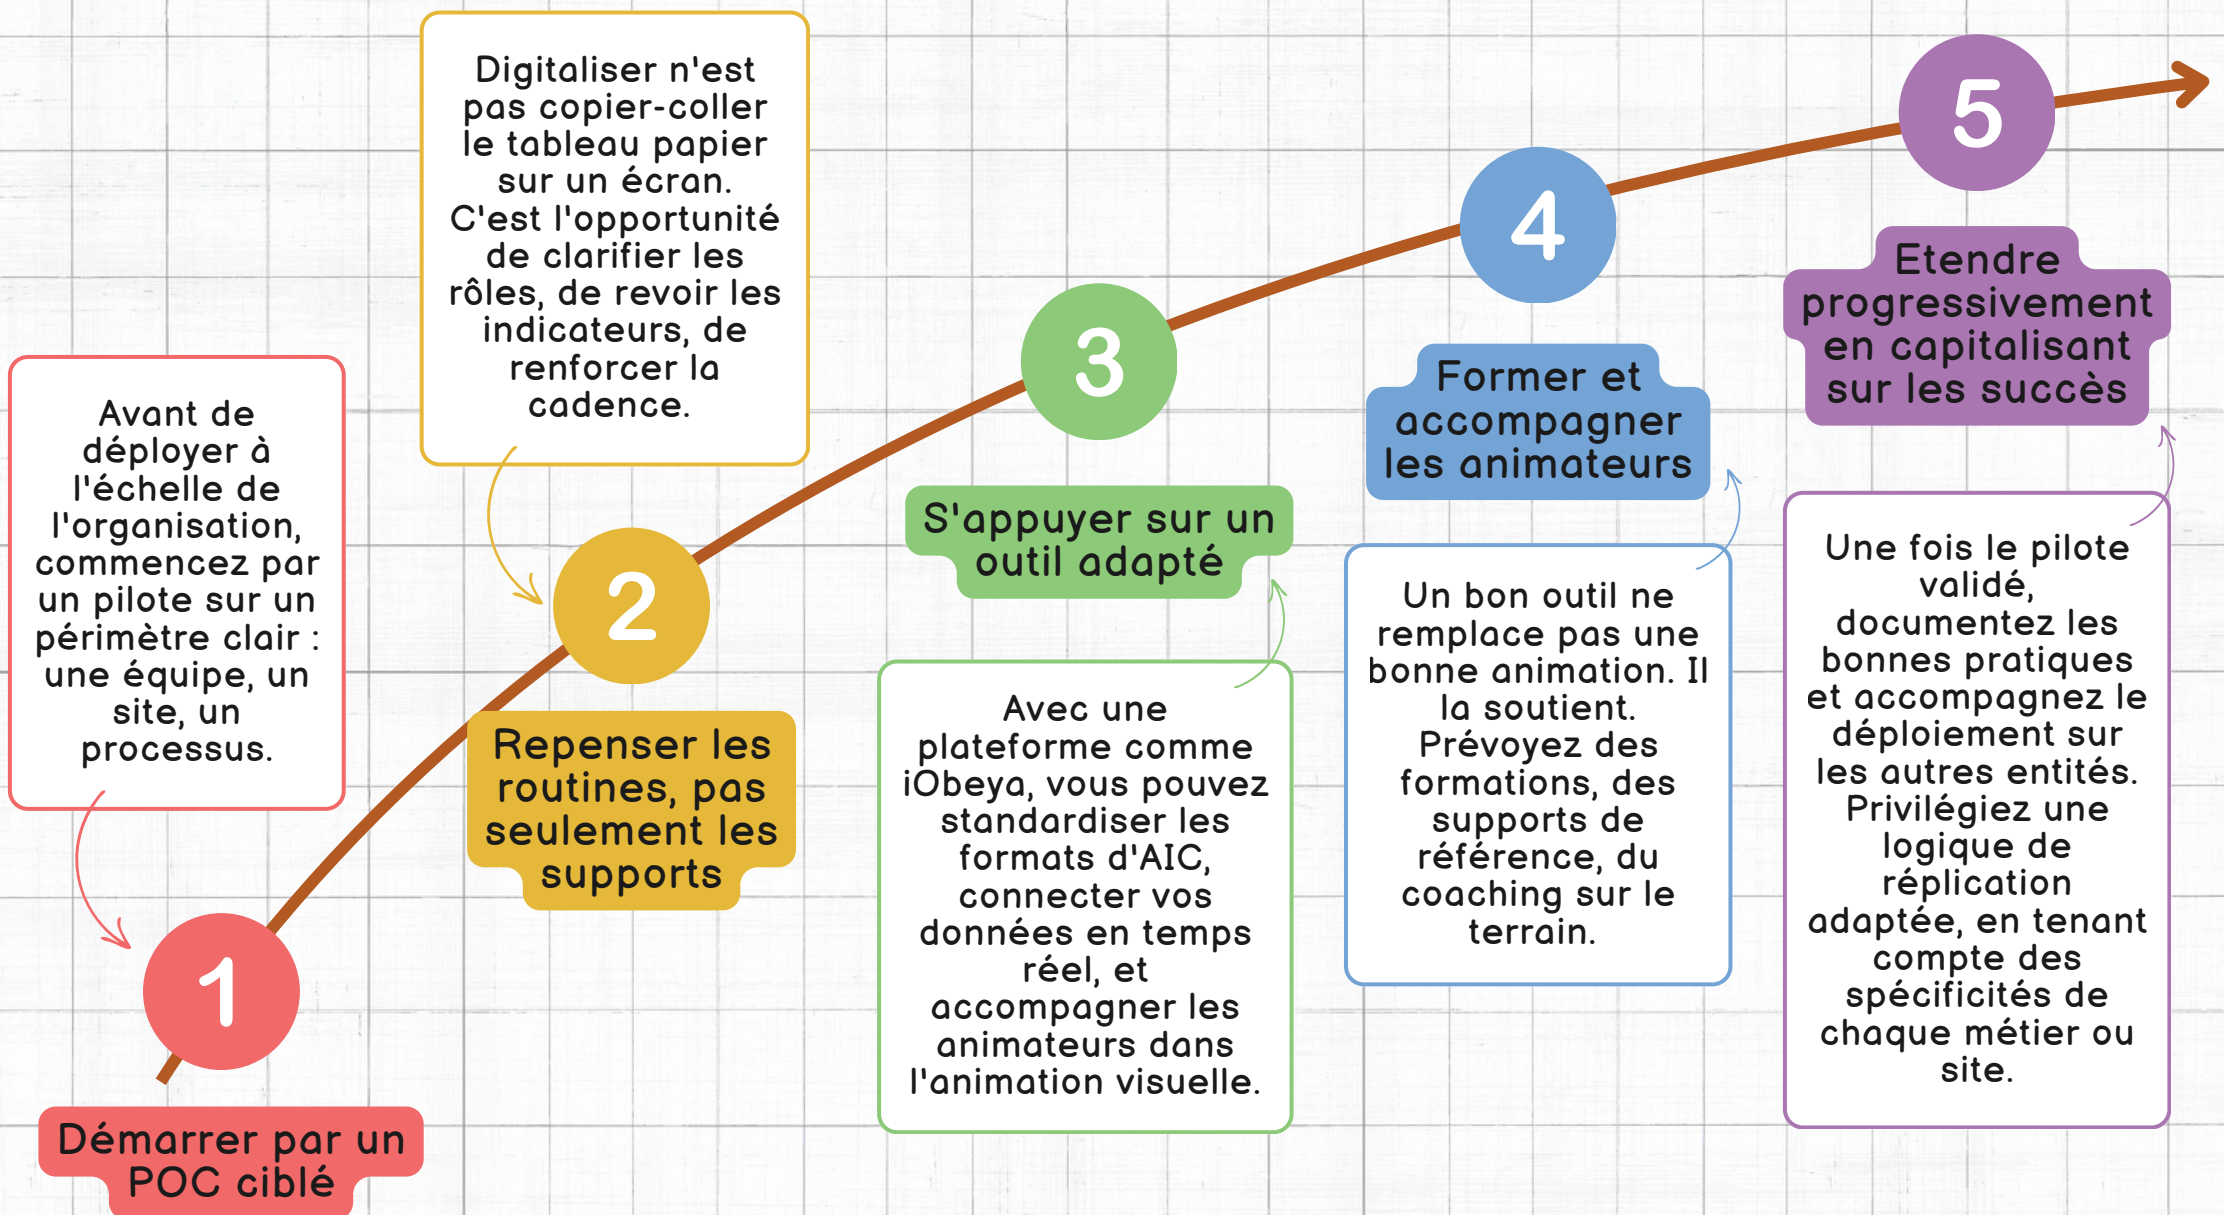 Avant de
déployer à
l'échelle de
l'organisation,
commencez par
un pilote sur un
périmètre clair :
une équipe, un
site, un
processus.
1
Démarrer par un
POC ciblé
Digitaliser n'est
pas copier-coller
le tableau papier
sur un écran.
C'est l'opportunité
de clarifier les
rôles, de revoir les
indicateurs, de
renforcer la
cadence.
2
Repenser les
routines, pas
seulement les
supports
3
S'appuyer sur un
outil adapté
Avec une
plateforme comme
iObeya, vous pouvez
standardiser les
formats d'AIC,
connecter vos
données en temps
réel, et
accompagner les
animateurs dans
l'animation visuelle.
4
Former et
accompagner
les animateurs
Un bon outil ne
remplace pas une
bonne animation. Il
la soutient.
Prévoyez des
formations, des
supports de
référence, du
coaching sur le
terrain.
5
Etendre
progressivement
en capitalisant
sur les succès
Une fois le pilote
validé,
documentez les
bonnes pratiques
et accompagnez le
déploiement sur
les autres entités.
Privilégiez une
logique de
réplication
adaptée, en tenant
compte des
spécificités de
chaque métier ou
site.